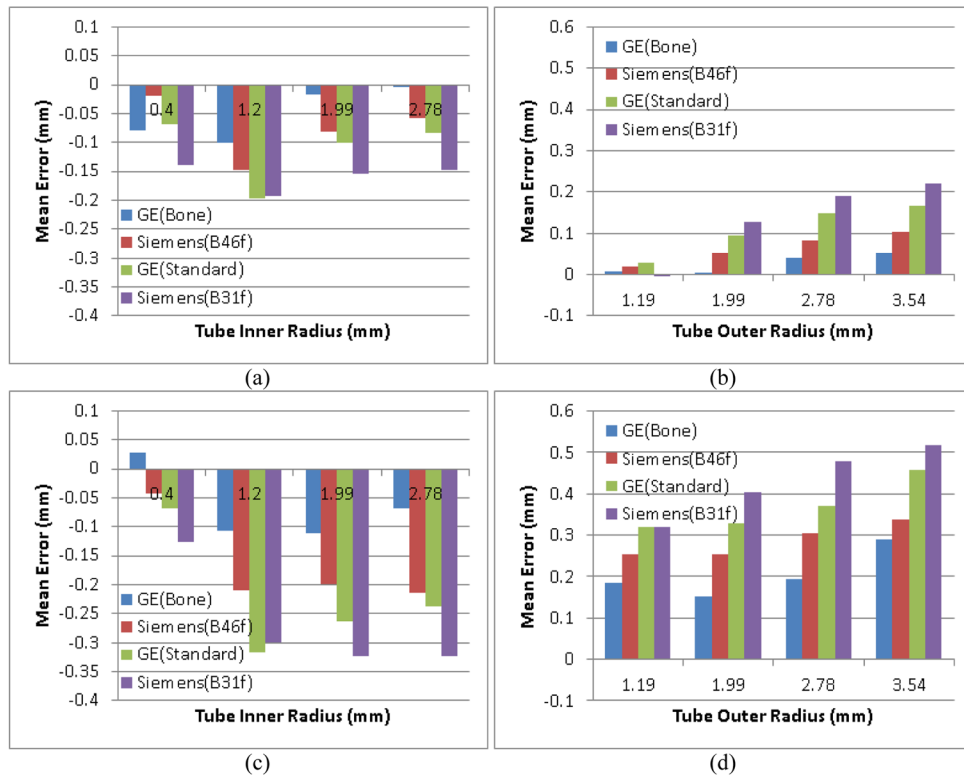 0.1
0.05
0
-0.05
-0.1
-0.15
-0.2
-0.25
-0.3
-0.35
-0.4
Mean Error (mm)
0.4 1.2 1.99 2.78
GE(Bone)
Siemens(B46f)
GE(Standard)
Siemens(B31f)
Tube Inner Radius (mm)
(a)
0.6
0.5
0.4
0.3
0.2
0.1
0
-0.1
Mean Error (mm)
GE(Bone)
Siemens(B46f)
GE(Standard)
Siemens(B31f)
1.19 1.99 2.78 3.54
Tube Outer Radius (mm)
(b)
0.1
0.05
0
-0.05
-0.1
-0.15
-0.2
-0.25
-0.3
-0.35
-0.4
Mean Error (mm)
0.4 1.2 1.99 2.78
GE(Bone)
Siemens(B46f)
GE(Standard)
Siemens(B31f)
Tube Inner Radius (mm)
(c)
0.6
0.5
0.4
0.3
0.2
0.1
0
-0.1
Mean Error (mm)
GE(Bone)
Siemens(B46f)
GE(Standard)
Siemens(B31f)
1.19 1.99 2.78 3.54
Tube Outer Radius (mm)
(d)